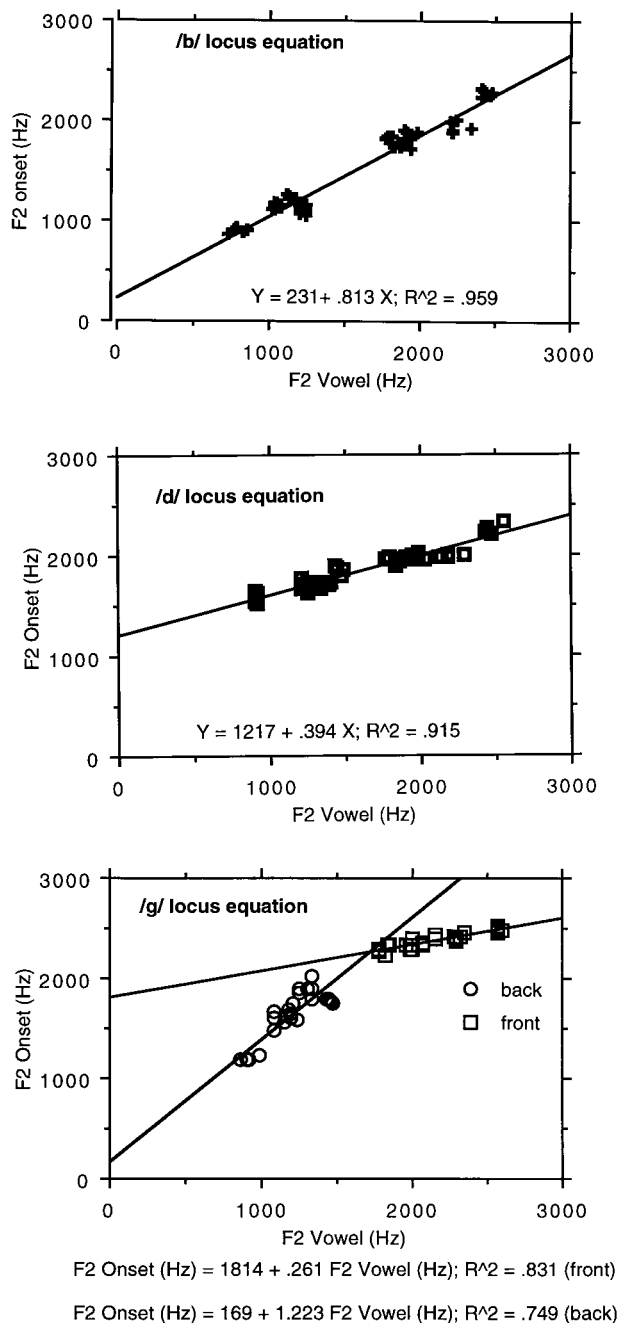 3000
/b/ locus equation
2000
F2 onset (Hz)
1000
Y = 231+ .813 X; R^2 = .959
0
0 1000 2000 3000
F2 Vowel (Hz)
3000
/d/ locus equation
2000
F2 Onset (Hz)
1000
Y = 1217 + .394 X; R^2 = .915
0
0 1000 2000 3000
F2 Vowel (Hz)
3000
/g/ locus equation
2000
back
front
F2 Onset (Hz)
1000
0
0 1000 2000 3000
F2 Vowel (Hz)
F2 Onset (Hz) = 1814 + .261 F2 Vowel (Hz); R^2 = .831 (front)
F2 Onset (Hz) = 169 + 1.223 F2 Vowel (Hz); R^2 = .749 (back)